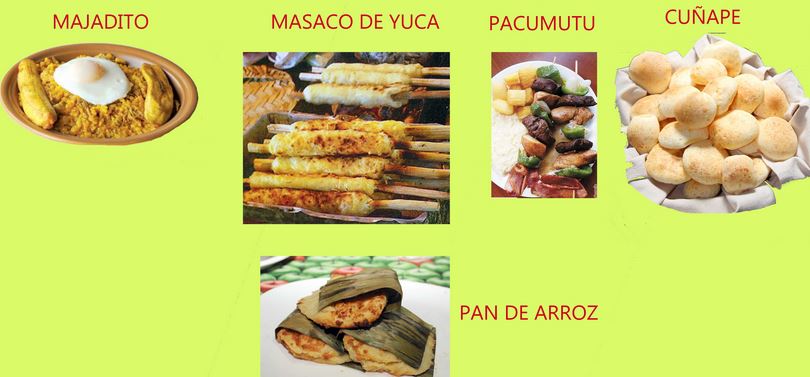 MAJADITO
MASACO DE YUCA
PACUMUTU
CUÑAPE
PAN DE ARROZ